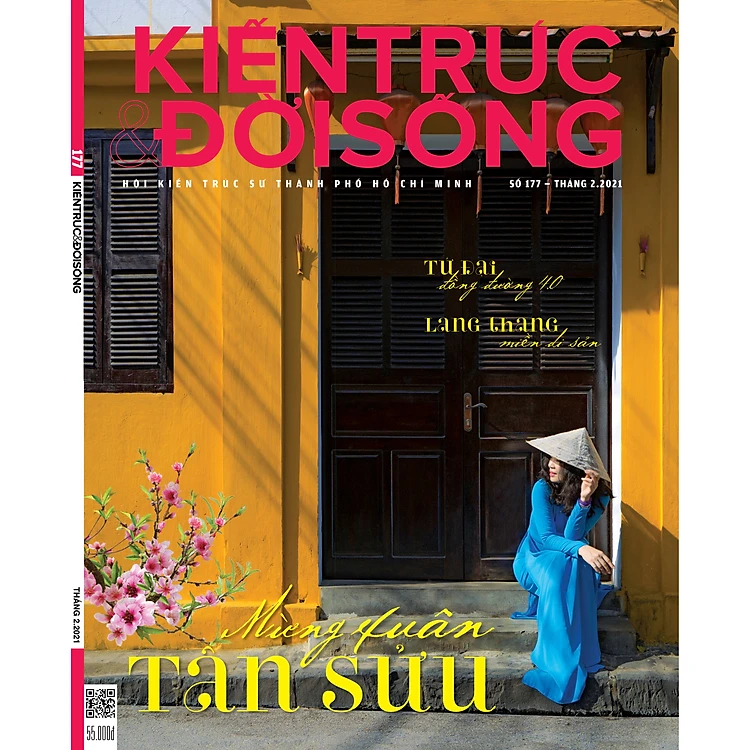 KIẾNTRÚC
&ĐỜISỐNG
HỘI KIẾN TRÚC SƯ THÀNH PHỐ HỒ CHÍ MINH
SỐ 177 – THÁNG 2.2021
177
KIẾNTRÚC&ĐỜISỐNG
Tứ Đại
đồng đường 4.0
Lang thang
miền di sản
Mừng xuân
TÂN SỬU
THÁNG 2.2021
55.000đ